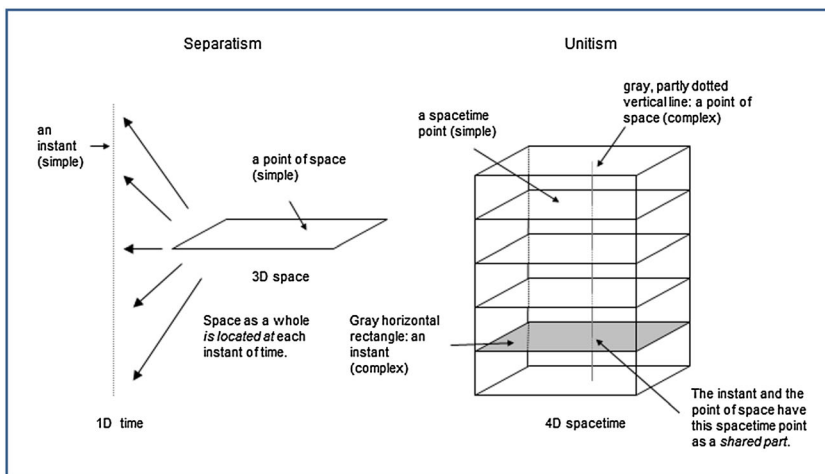 Separatism
an
instant
(simple)
a point of space
(simple)
3D space
Space as a whole
is located at each
instant of time.
1D time
Unitism
gray, partly dotted
vertical line: a point of
space (complex)
a spacetime
point (simple)
Gray horizontal
rectangle: an
instant
(complex)
4D spacetime
The instant and the
point of space have
this spacetime point
as a shared part.